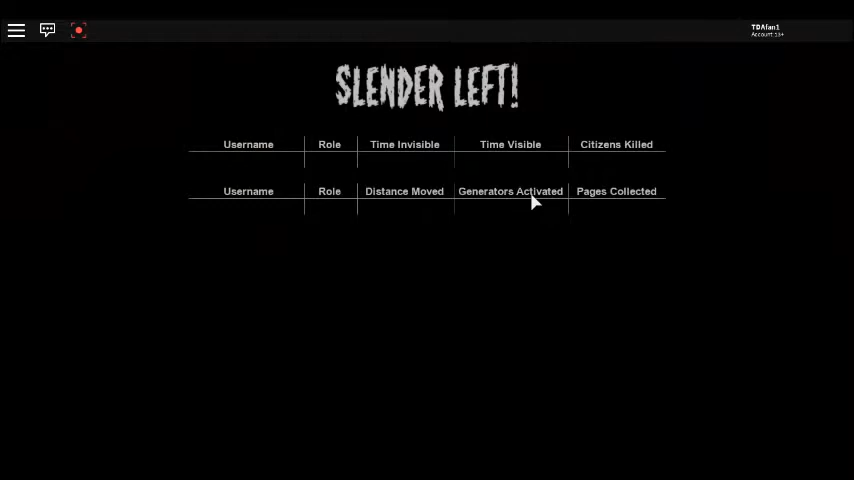 TDAfan1
Account: 13+
SLENDER LEFT!
Username Role Time Invisible Time Visible Citizens Killed
Username Role Distance Moved Generators Activated Pages Collected